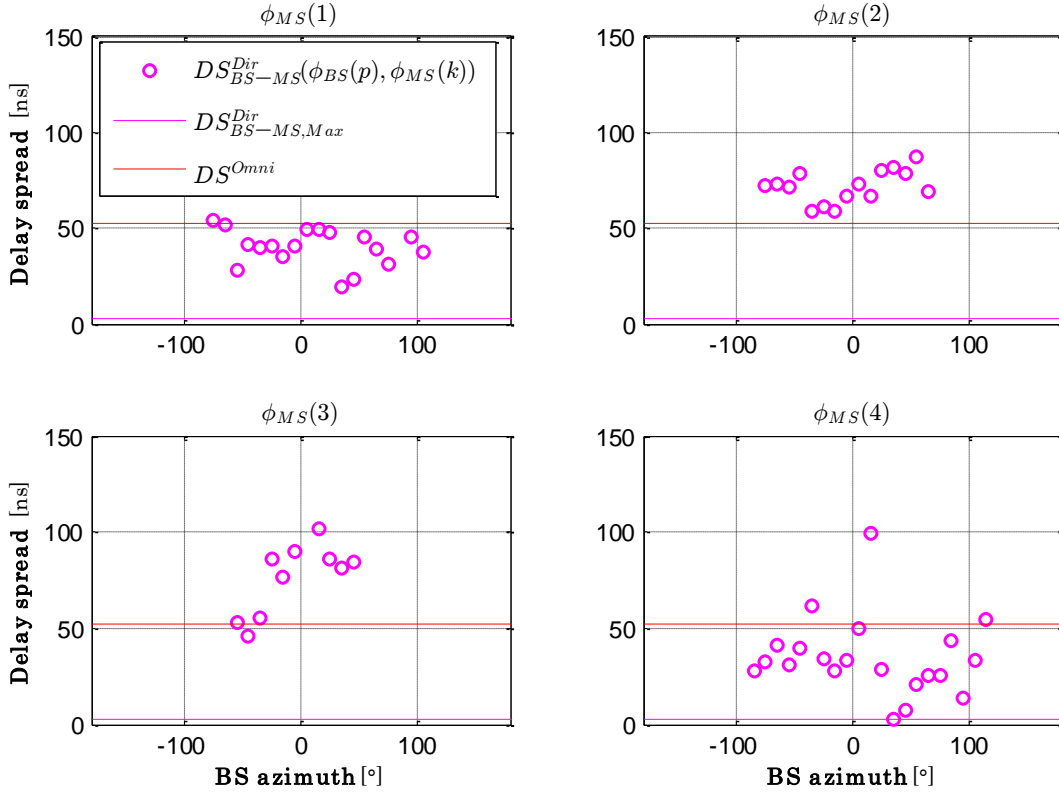 ϕ_MS(1)
150
100
50
0
Delay spread [ns]
-100 0 100
DS^Dir_BS−MS(ϕ_BS(p), ϕ_MS(k))
DS^Dir_BS−MS,Max
DS^Omni
ϕ_MS(2)
150
100
50
0
-100 0 100
ϕ_MS(3)
150
100
50
0
Delay spread [ns]
-100 0 100
BS azimuth [°]
ϕ_MS(4)
150
100
50
0
-100 0 100
BS azimuth [°]